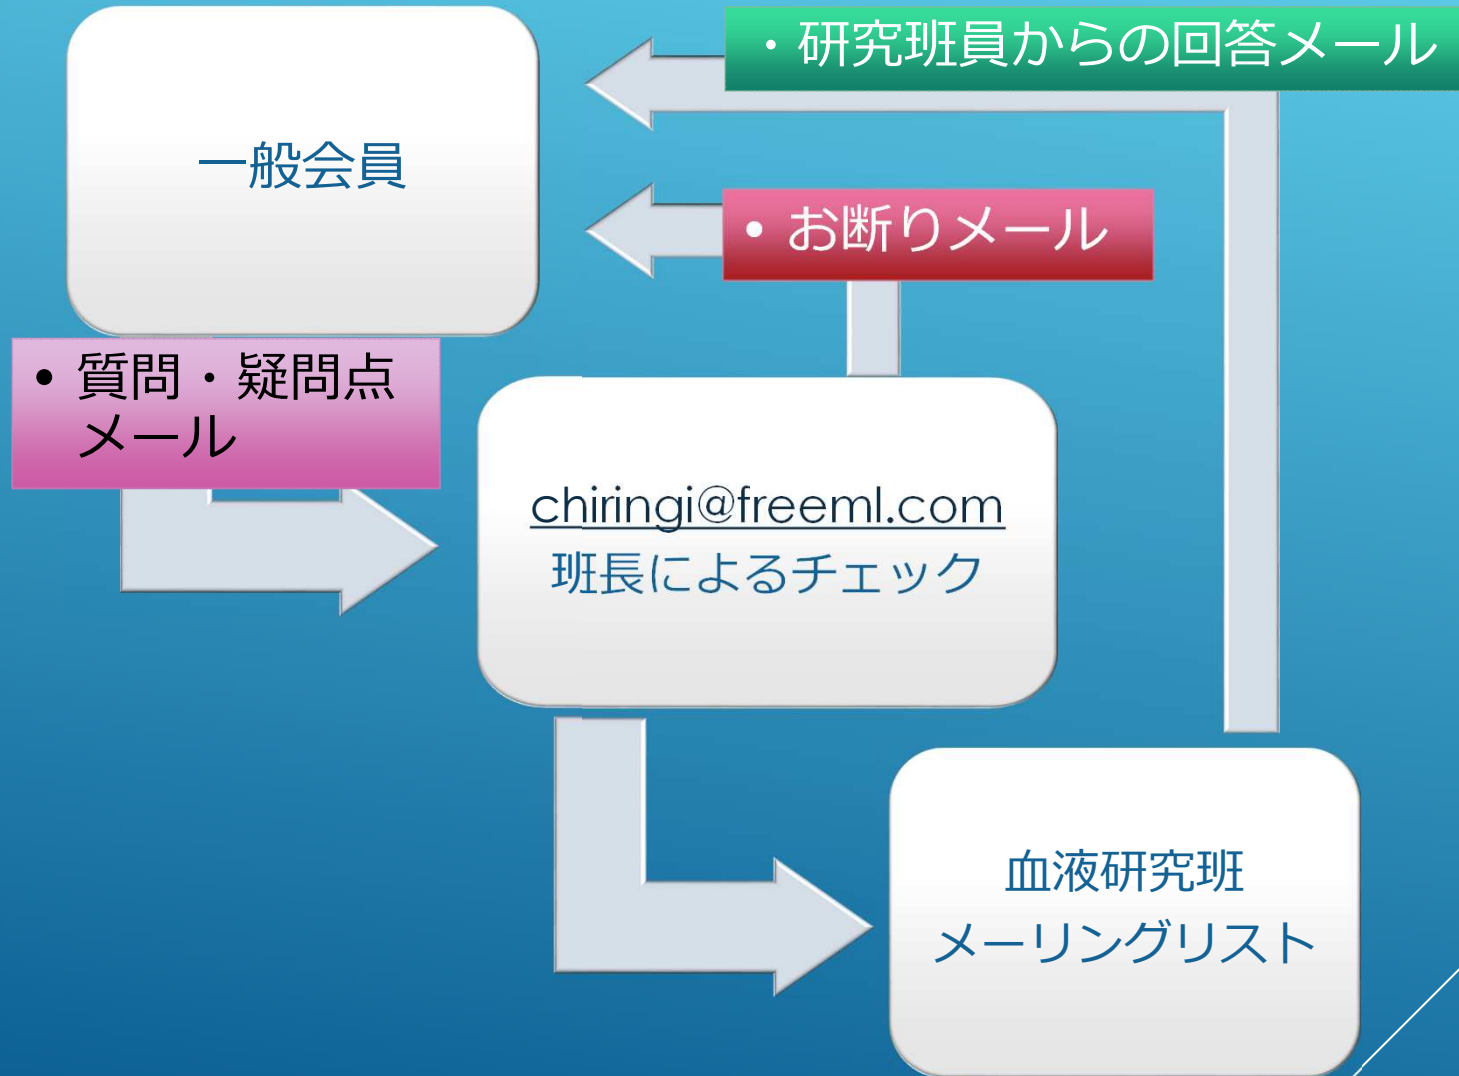 ・研究班員からの回答メール
一般会員
• お断りメール
• 質問・疑問点
メール
chiringi@freeml.com
班長によるチェック
血液研究班
メーリングリスト